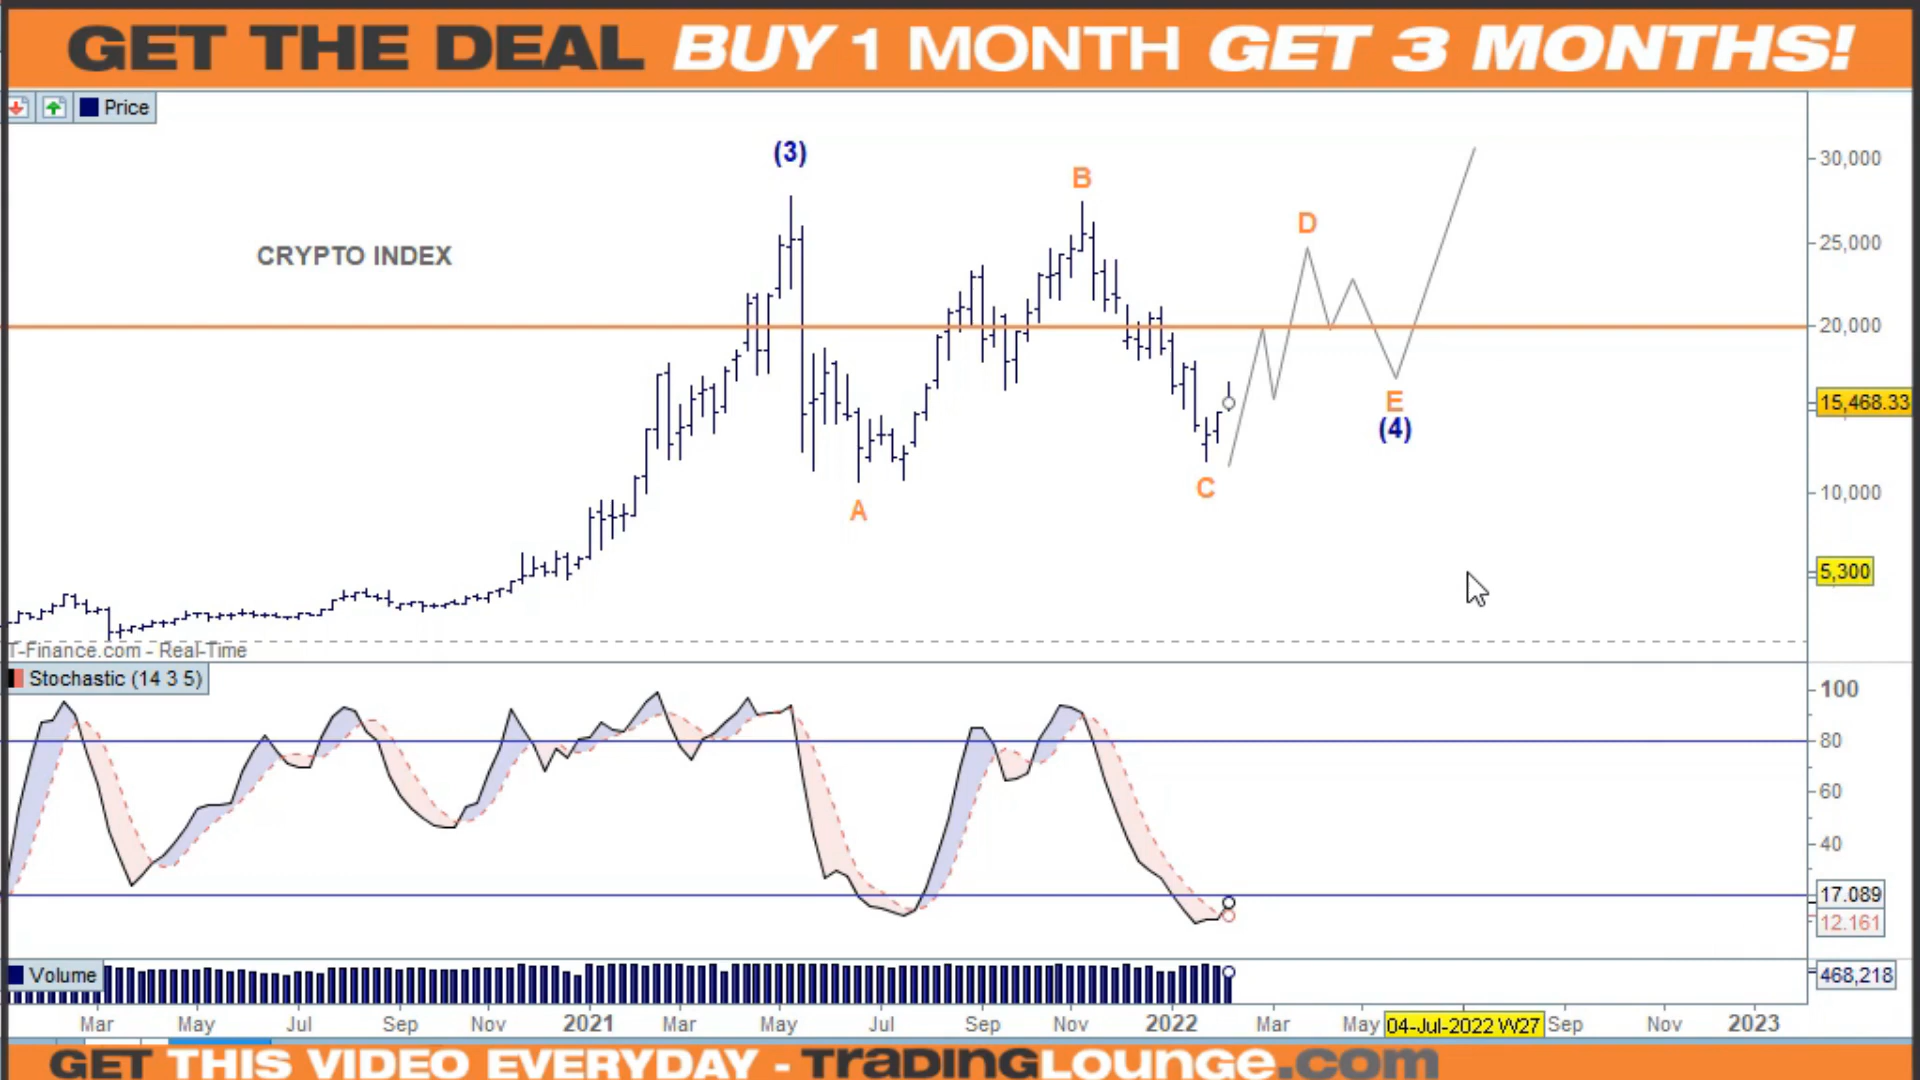 GET THE DEAL BUY 1 MONTH GET 3 MONTHS!
Price
(3)
B
30,000
D
25,000
CRYPTO INDEX
20,000
15,468.33
E
(4)
C
10,000
A
5,300
T-Finance.com - Real-Time
Stochastic (14 3 5)
100
80
60
40
17.089
12.161
Volume
468,218
Mar May Jul Sep Nov 2021 Mar May Jul Sep Nov 2022 Mar May 04-Jul-2022 W27 Sep Nov 2023
GET THIS VIDEO EVERYDAY - TRADINGLOUNGE.COM